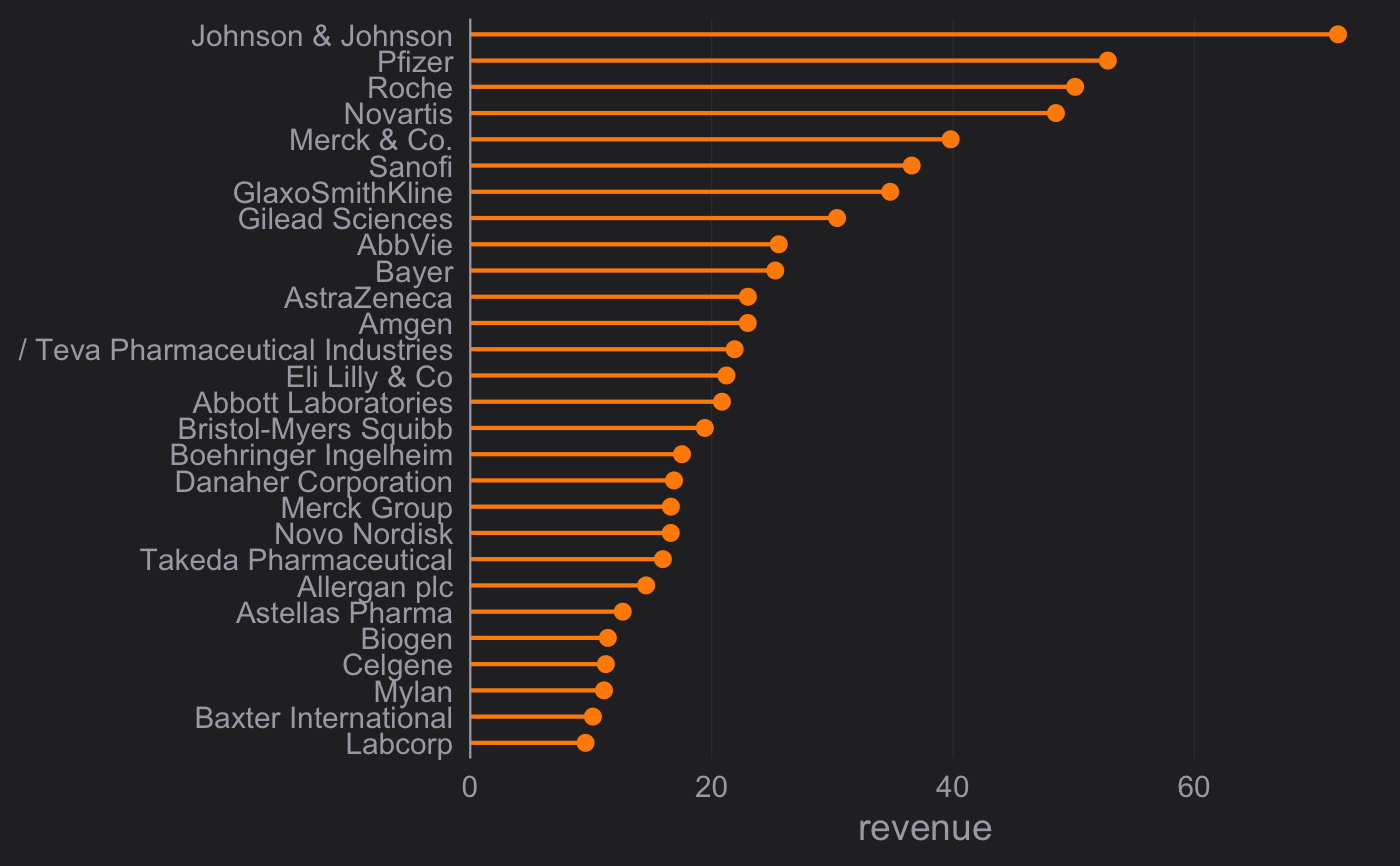 Johnson & Johnson
Pfizer
Roche
Novartis
Merck & Co.
Sanofi
GlaxoSmithKline
Gilead Sciences
AbbVie
Bayer
AstraZeneca
Amgen
/ Teva Pharmaceutical Industries
Eli Lilly & Co
Abbott Laboratories
Bristol-Myers Squibb
Boehringer Ingelheim
Danaher Corporation
Merck Group
Novo Nordisk
Takeda Pharmaceutical
Allergan plc
Astellas Pharma
Biogen
Celgene
Mylan
Baxter International
Labcorp
0 20 40 60
revenue